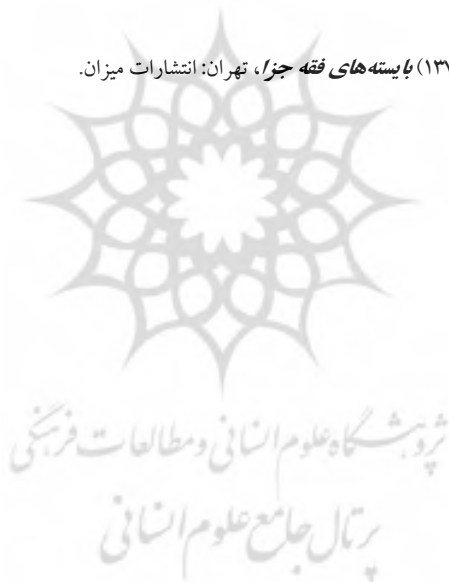 ۱۳) بایسته‌های فقه جزا، تهران: انتشارات میزان.
پژوهشگاه علوم انسانی و مطالعات فرهنگی
پرتال جامع علوم انسانی